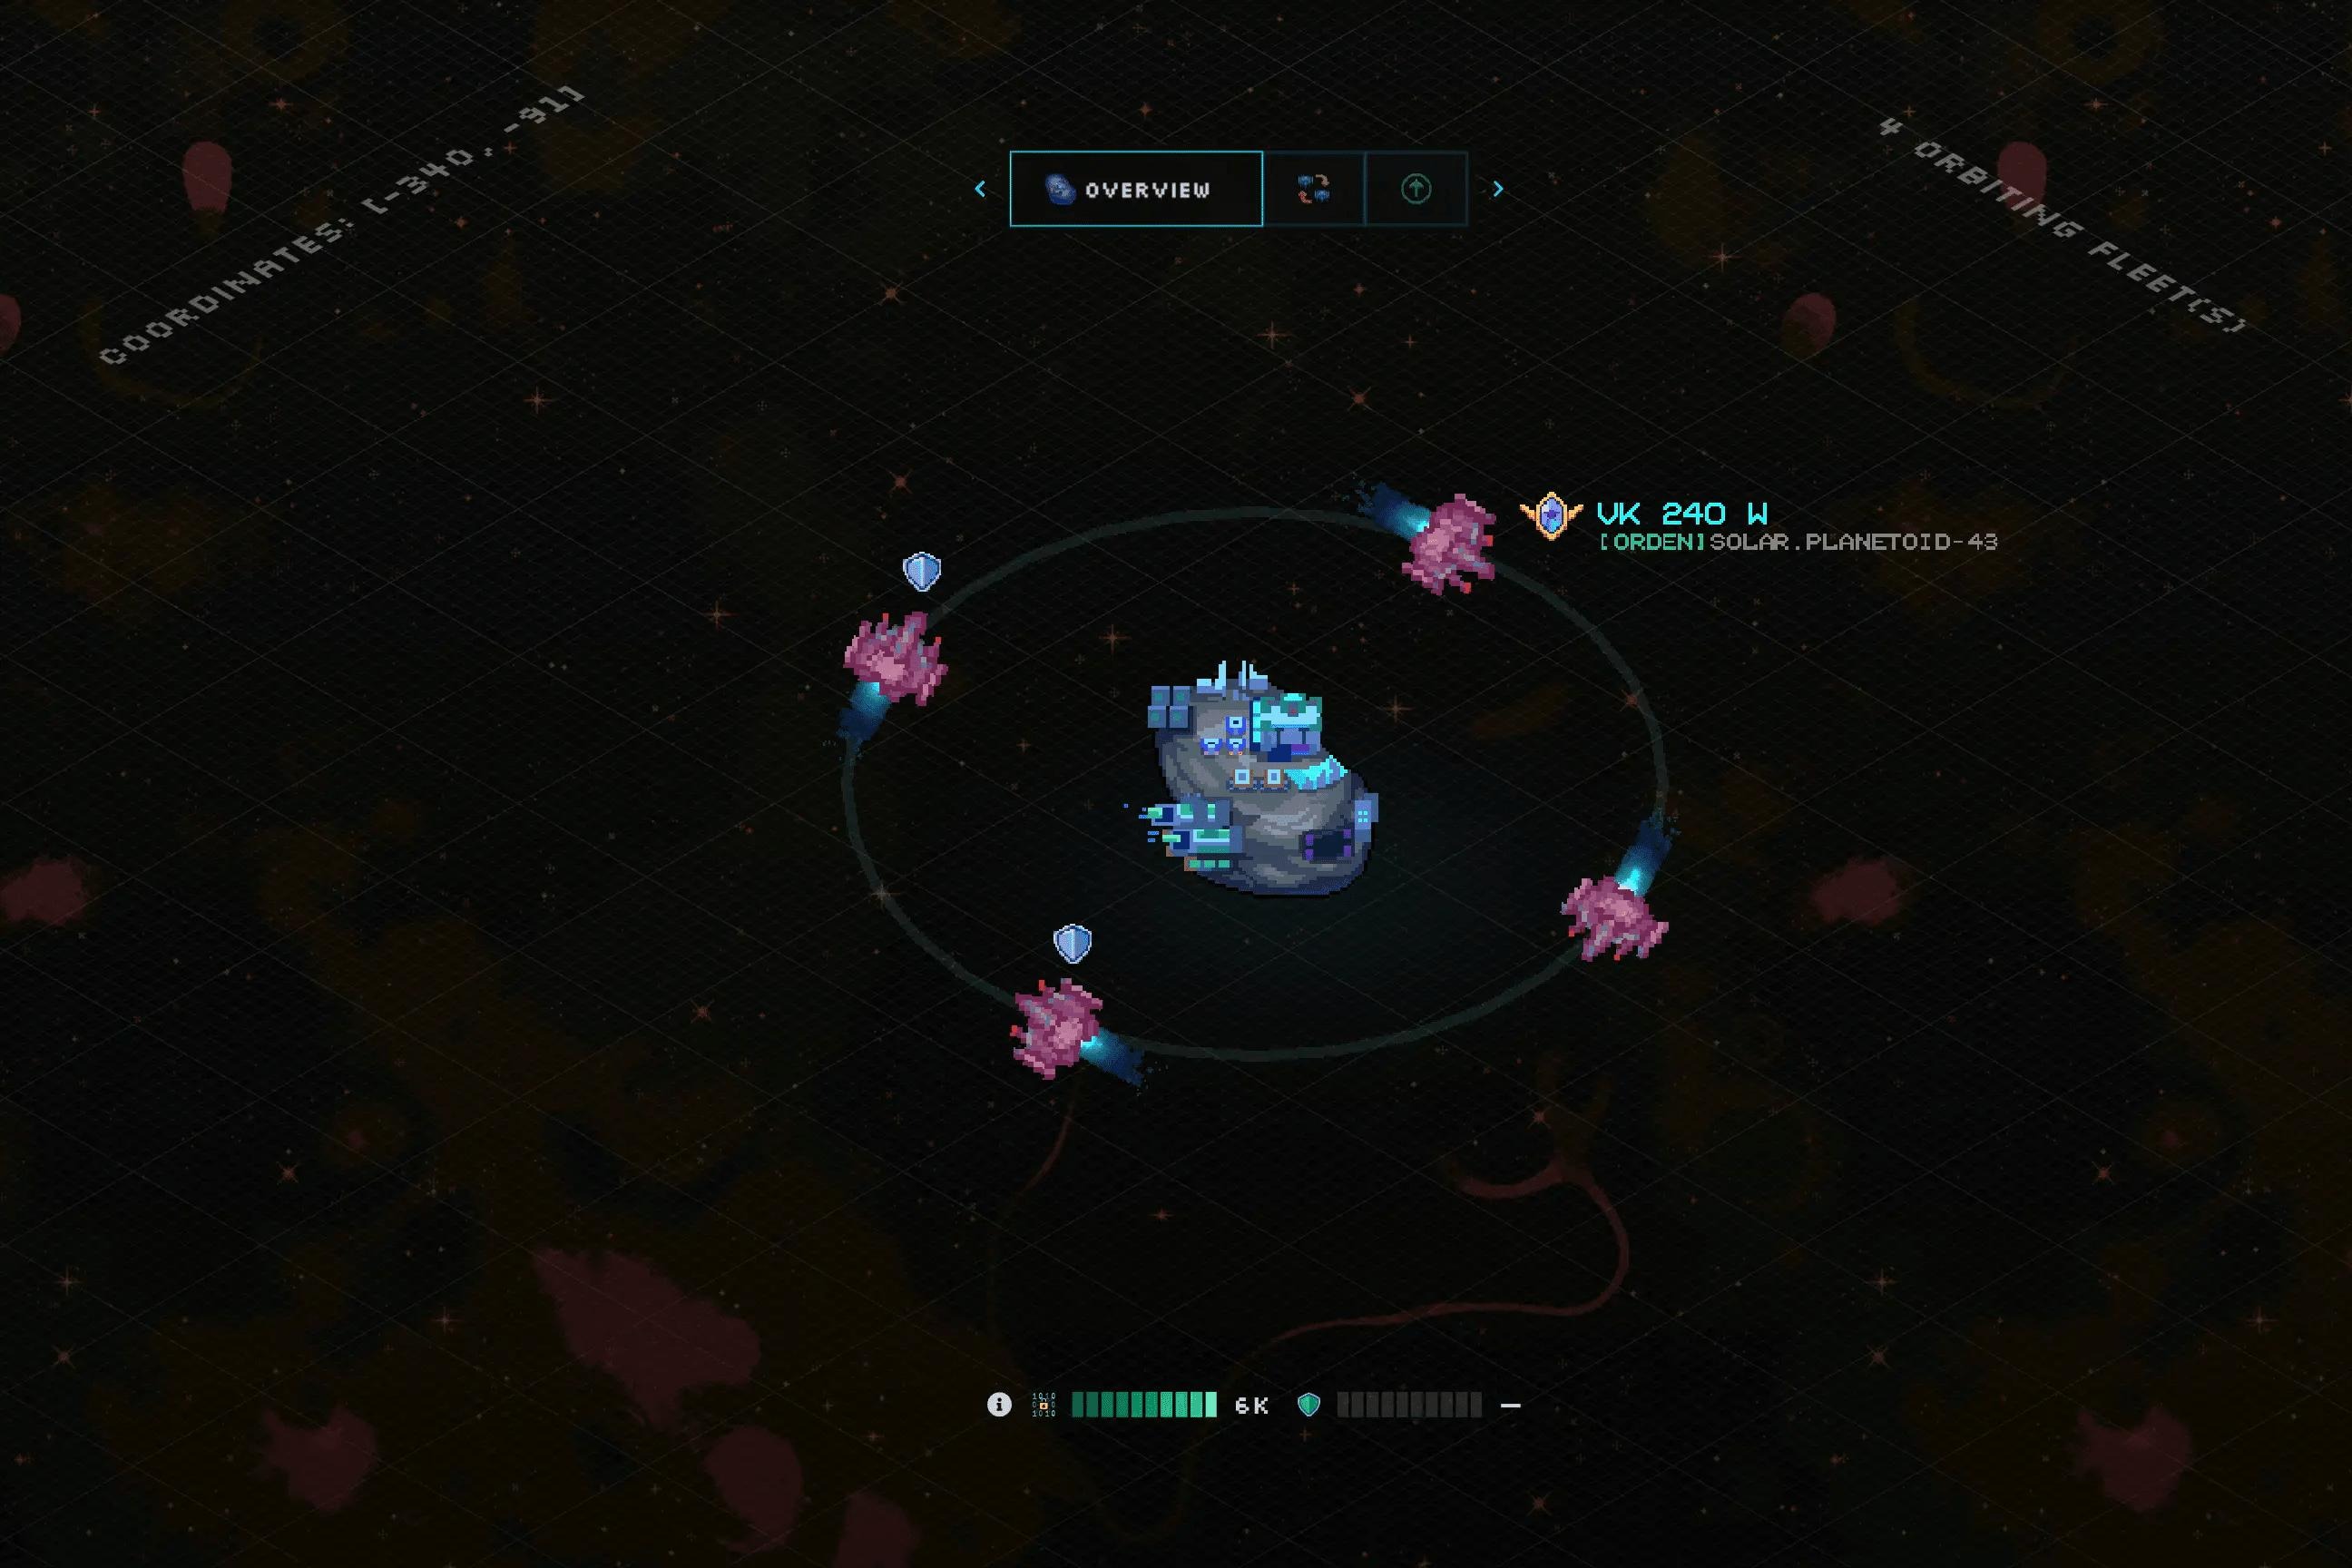 COORDINATES: [-340, -91]
4 ORBITING FLEET(S)
OVERVIEW
VK 240 W
[ORDEN]SOLAR.PLANETOID-43
6K